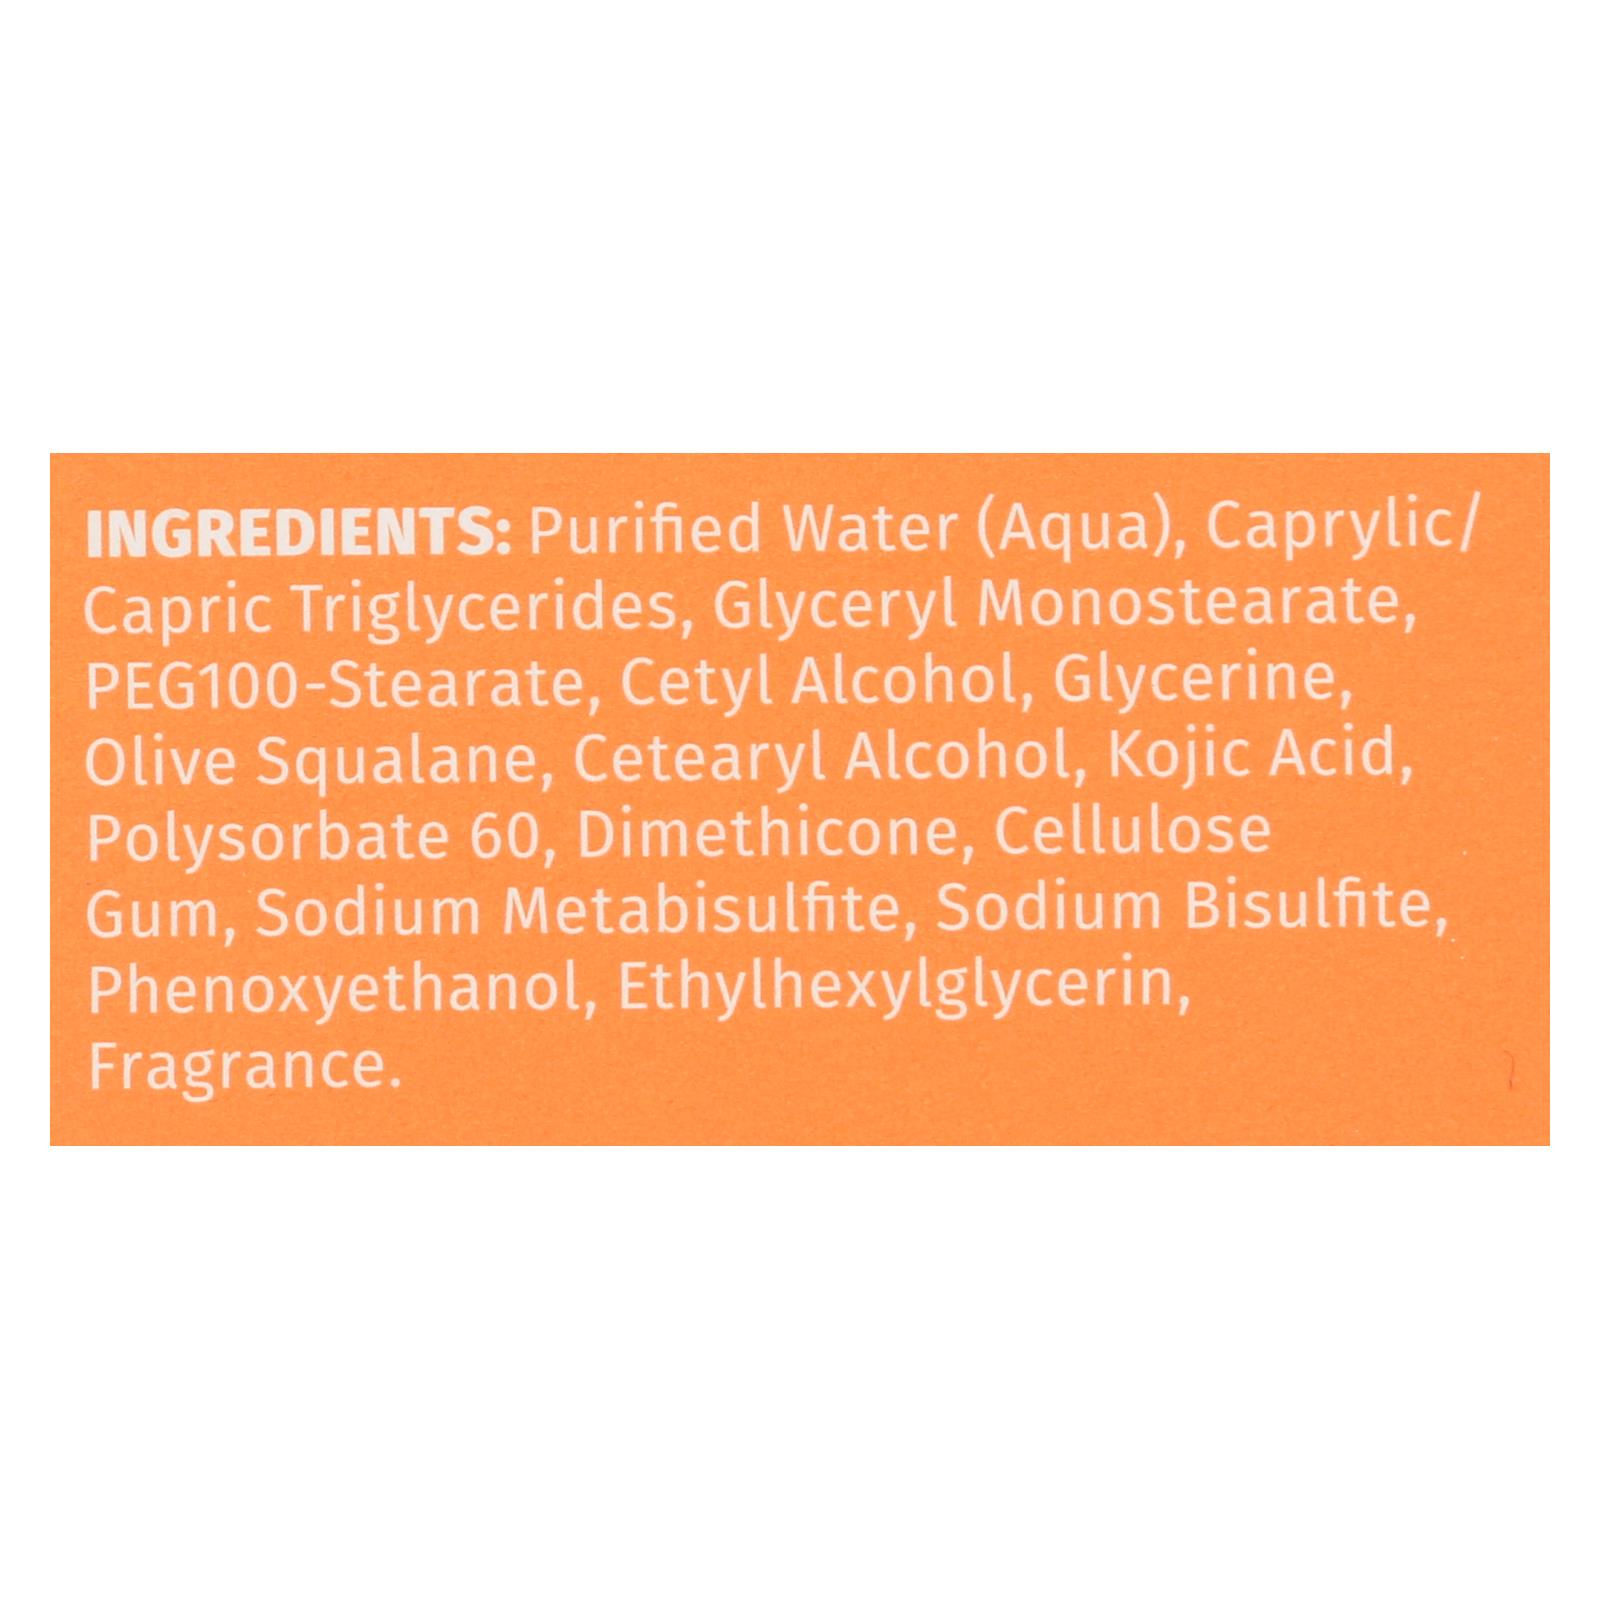 INGREDIENTS: Purified Water (Aqua), Caprylic/
Capric Triglycerides, Glyceryl Monostearate,
PEG100-Stearate, Cetyl Alcohol, Glycerine,
Olive Squalane, Cetearyl Alcohol, Kojic Acid,
Polysorbate 60, Dimethicone, Cellulose
Gum, Sodium Metabisulfite, Sodium Bisulfite,
Phenoxyethanol, Ethylhexylglycerin,
Fragrance.